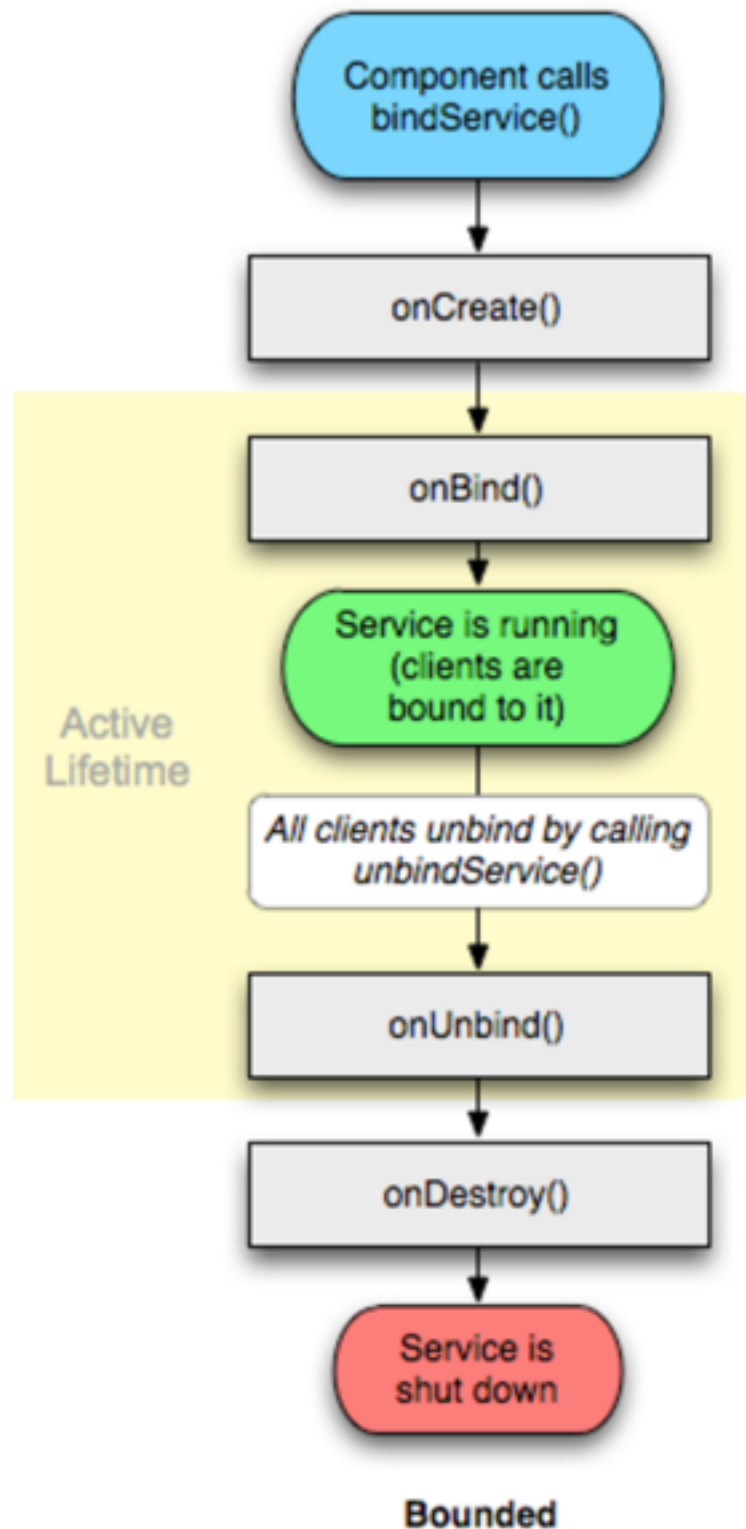 Component calls
bindService()
onCreate()
onBind()
Service is running
(clients are
bound to it)
Active
Lifetime
All clients unbind by calling
unbindService()
onUnbind()
onDestroy()
Service is
shut down
Bounded